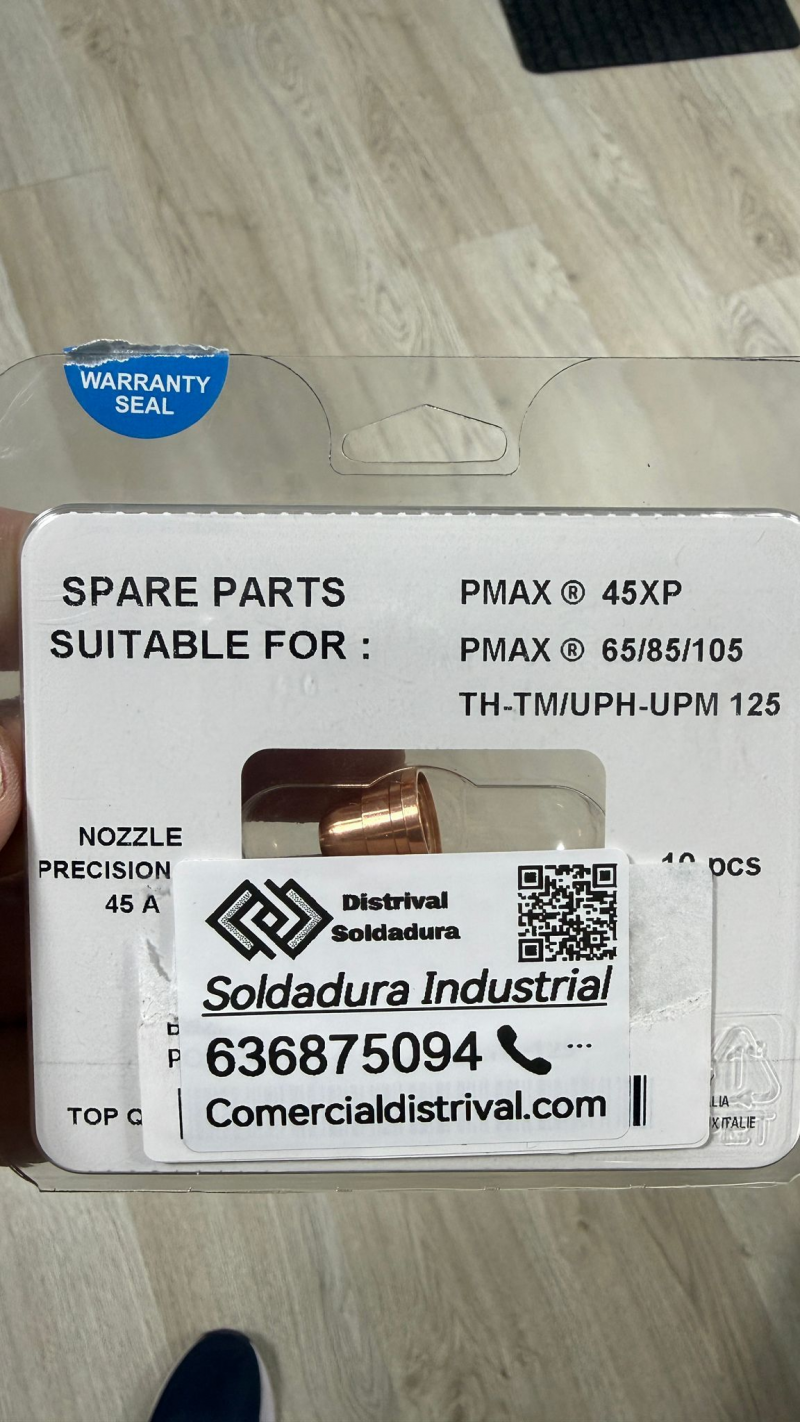 WARRANTY
SEAL
SPARE PARTS
SUITABLE FOR :
PMAX ® 45XP
PMAX ® 65/85/105
TH-TM/UPH-UPM 125
NOZZLE
PRECISION
45 A
10 pcs
Distrival
Soldadura
Soldadura Industrial
636875094
Comercialdistrival.com
TOP